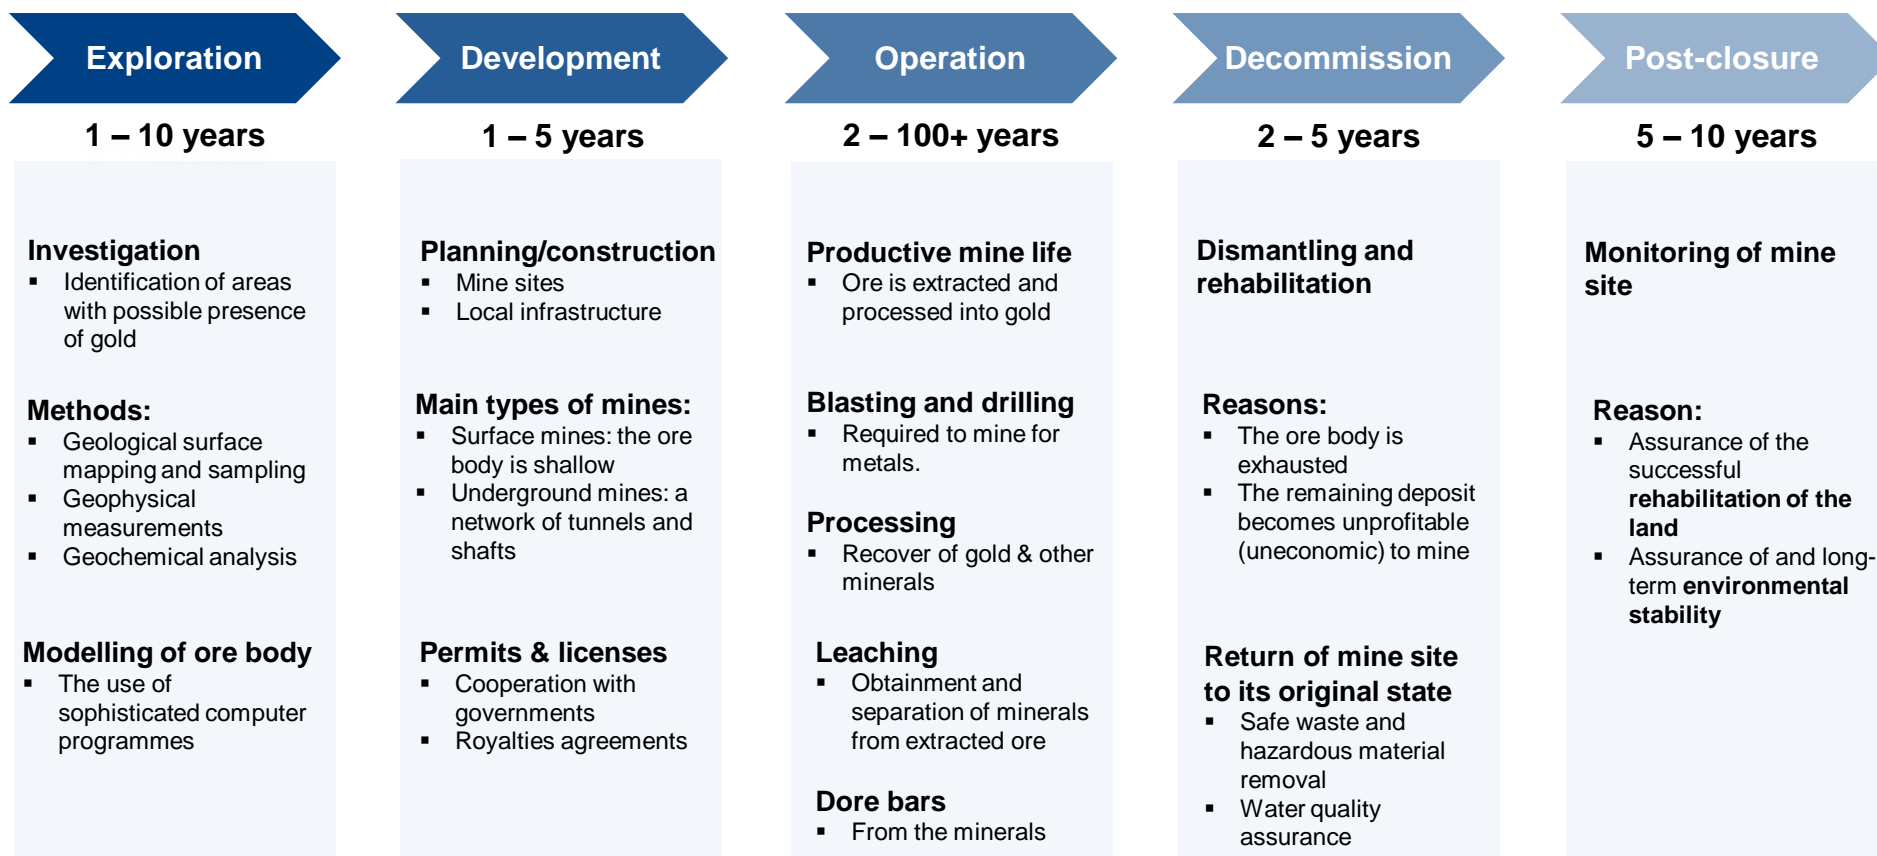 Exploration
1 – 10 years
Investigation
▪ Identification of areas
with possible presence
of gold
Methods:
▪ Geological surface
mapping and sampling
▪ Geophysical
measurements
▪ Geochemical analysis
Modelling of ore body
▪ The use of
sophisticated computer
programmes
Development
1 – 5 years
Planning/construction
▪ Mine sites
▪ Local infrastructure
Main types of mines:
▪ Surface mines: the ore
body is shallow
▪ Underground mines: a
network of tunnels and
shafts
Permits & licenses
▪ Cooperation with
governments
▪ Royalties agreements
Operation
2 – 100+ years
Productive mine life
▪ Ore is extracted and
processed into gold
Blasting and drilling
▪ Required to mine for
metals.
Processing
▪ Recover of gold & other
minerals
Leaching
▪ Obtainment and
separation of minerals
from extracted ore
Dore bars
▪ From the minerals
Decommission
2 – 5 years
Dismantling and
rehabilitation
Reasons:
▪ The ore body is
exhausted
▪ The remaining deposit
becomes unprofitable
(uneconomic) to mine
Return of mine site
to its original state
▪ Safe waste and
hazardous material
removal
▪ Water quality
assurance
Post-closure
5 – 10 years
Monitoring of mine
site
Reason:
▪ Assurance of the
successful
rehabilitation of the
land
▪ Assurance of and long-
term environmental
stability